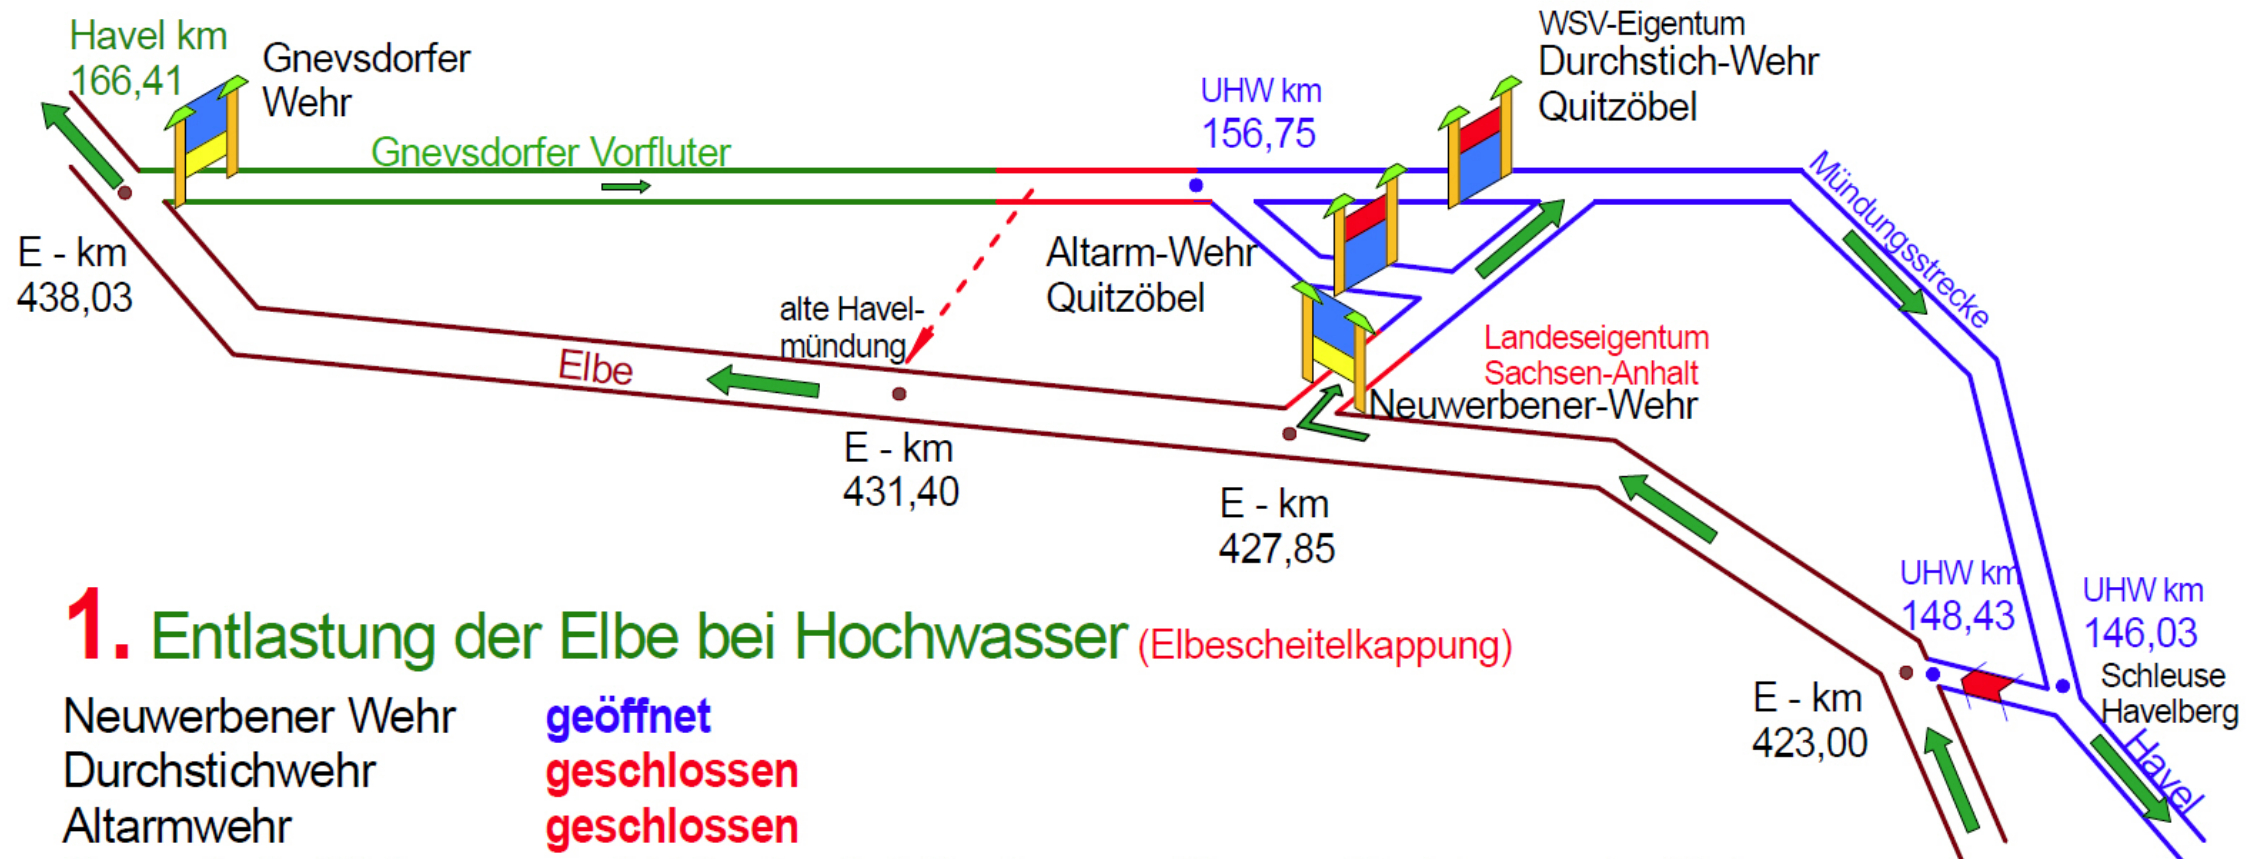 Havel km
166,41
Gnevsdorfer
Wehr
Gnevsdorfer Vorfluter
UHW km
156,75
WSV-Eigentum
Durchstich-Wehr
Quitzöbel
Mündungsstrecke
E - km
438,03
Altarm-Wehr
Quitzöbel
alte Havel-
mündung
Elbe
Landeseigentum
Sachsen-Anhalt
Neuwerbener-Wehr
E - km
431,40
E - km
427,85
UHW km
148,43
UHW km
146,03
Schleuse
Havelberg
Havel
E - km
423,00
1. Entlastung der Elbe bei Hochwasser (Elbescheitelkappung)
Neuwerbener Wehr geöffnet
Durchstichwehr geschlossen
Altarmwehr geschlossen